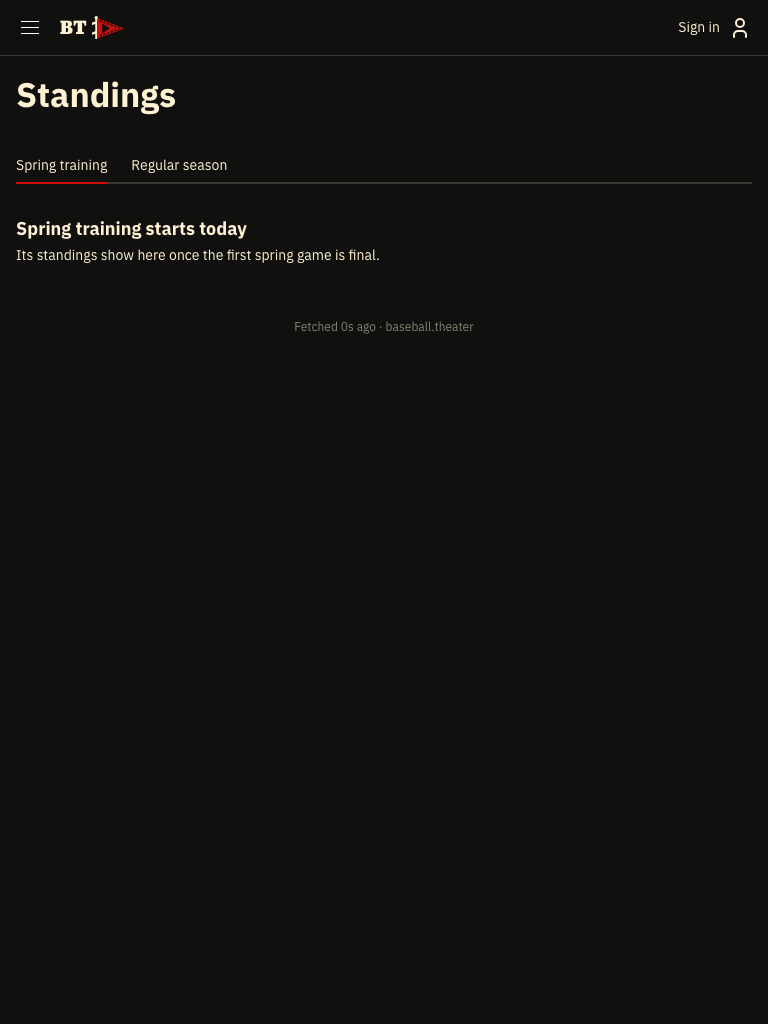 BT
Sign in
Standings
Spring training
Regular season
Spring training starts today
Its standings show here once the first spring game is final.
Fetched 0s ago · baseball.theater